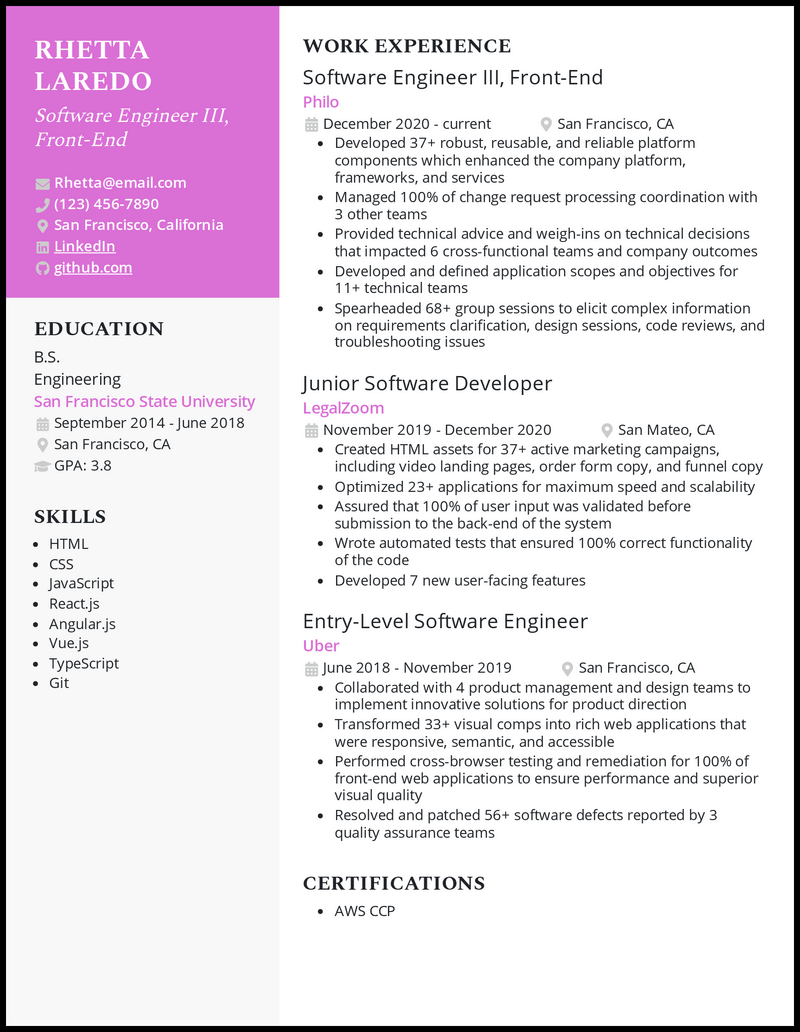 RHETTA
LAREDO
Software Engineer III,
Front-End
Rhetta@email.com
(123) 456-7890
San Francisco, California
LinkedIn
github.com
EDUCATION
B.S.
Engineering
San Francisco State University
September 2014 - June 2018
San Francisco, CA
GPA: 3.8
SKILLS
• HTML
• CSS
• JavaScript
• React.js
• Angular.js
• Vue.js
• TypeScript
• Git
WORK EXPERIENCE
Software Engineer III, Front-End
Philo
December 2020 - current San Francisco, CA
• Developed 37+ robust, reusable, and reliable platform
components which enhanced the company platform,
frameworks, and services
• Managed 100% of change request processing coordination with
3 other teams
• Provided technical advice and weigh-ins on technical decisions
that impacted 6 cross-functional teams and company outcomes
• Developed and defined application scopes and objectives for
11+ technical teams
• Spearheaded 68+ group sessions to elicit complex information
on requirements clarification, design sessions, code reviews, and
troubleshooting issues
Junior Software Developer
LegalZoom
November 2019 - December 2020 San Mateo, CA
• Created HTML assets for 37+ active marketing campaigns,
including video landing pages, order form copy, and funnel copy
• Optimized 23+ applications for maximum speed and scalability
• Assured that 100% of user input was validated before
submission to the back-end of the system
• Wrote automated tests that ensured 100% correct functionality
of the code
• Developed 7 new user-facing features
Entry-Level Software Engineer
Uber
June 2018 - November 2019 San Francisco, CA
• Collaborated with 4 product management and design teams to
implement innovative solutions for product direction
• Transformed 33+ visual comps into rich web applications that
were responsive, semantic, and accessible
• Performed cross-browser testing and remediation for 100% of
front-end web applications to ensure performance and superior
visual quality
• Resolved and patched 56+ software defects reported by 3
quality assurance teams
CERTIFICATIONS
• AWS CCP